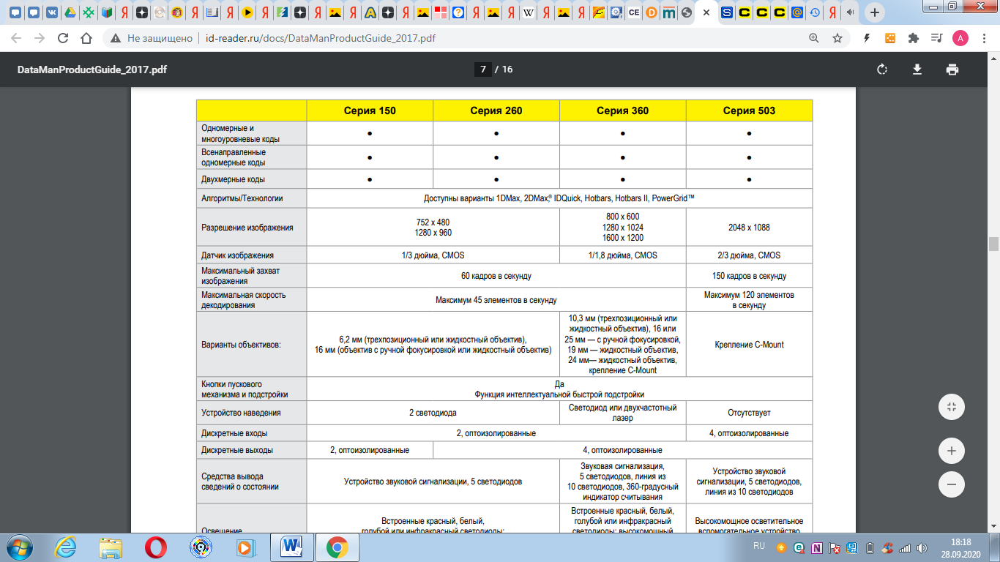 Не защищено
id-reader.ru/docs/DataManProductGuide_2017.pdf
DataManProductGuide_2017.pdf
7 / 16
Серия 150 Серия 260 Серия 360 Серия 503
Одномерные и
многоуровневые коды
● ● ● ●
Всенаправленные
одномерные коды
● ● ● ●
Двухмерные коды ● ● ● ●
Алгоритмы/Технологии
Доступны варианты 1DMax, 2DMax,® IDQuick, Hotbars, Hotbars II, PowerGrid™
Разрешение изображения
752 x 480
1280 x 960
800 x 600
1280 x 1024
1600 x 1200
2048 x 1088
Датчик изображения
1/3 дюйма, CMOS
1/1,8 дюйма, CMOS
2/3 дюйма, CMOS
Максимальный захват
изображения
60 кадров в секунду
150 кадров в секунду
Максимальная скорость
декодирования
Максимум 45 элементов в секунду
Максимум 120 элементов
в секунду
Варианты объективов:
6,2 мм (трехпозиционный или жидкостный объектив),
16 мм (объектив с ручной фокусировкой или жидкостный объектив)
10,3 мм (трехпозиционный или
жидкостный объектив), 16 или
25 мм — с ручной фокусировкой,
19 мм — жидкостный объектив,
24 мм— жидкостный объектив,
крепление C-Mount
Крепление C-Mount
Кнопки пускового
механизма и подстройки
Да
Функция интеллектуальной быстрой подстройки
Устройство наведения
2 светодиода
Светодиод или двухчастотный
лазер
Отсутствует
Дискретные входы
2, оптоизолированные
4, оптоизолированные
Дискретные выходы
2, оптоизолированные
4, оптоизолированные
Средства вывода
сведений о состоянии
Устройство звуковой сигнализации, 5 светодиодов
Звуковая сигнализация,
5 светодиодов, линия из
10 светодиодов, 360-градусный
индикатор считывания
Устройство звуковой
сигнализации, 5 светодиодов,
линия из 10 светодиодов
Освещение
Встроенные красный, белый,
голубой или инфракрасный
светодиоды;
Встроенные красный, белый,
голубой или инфракрасный
светодиоды; высокомощный
Высокомощное осветительное
вспомогательное устройство
RU
18:18
28.09.2020